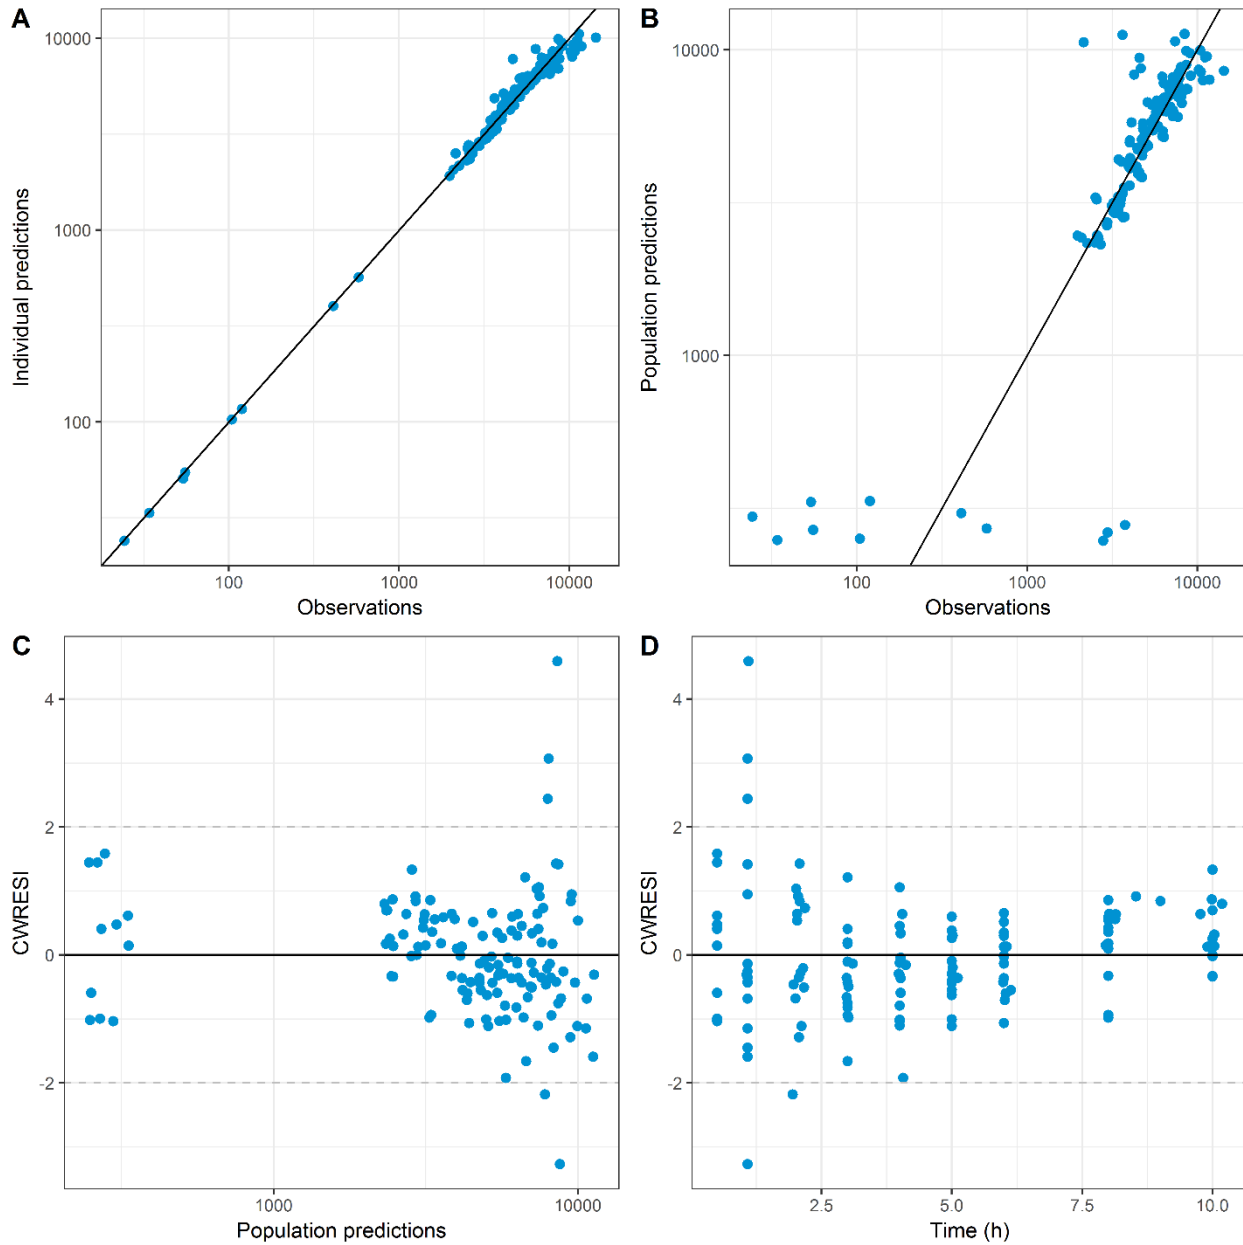 A
10000
1000
100
Individual predictions
100
1000
10000
Observations
B
10000
1000
Population predictions
100
1000
10000
Observations
C
4
2
0
-2
CWRESI
1000
10000
Population predictions
D
4
2
0
-2
CWRESI
2.5
5.0
7.5
10.0
Time (h)